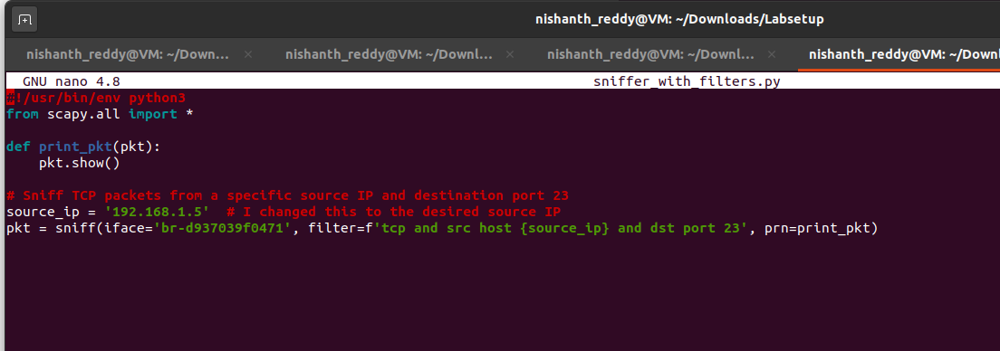 nishanth_reddy@VM: ~/Downloads/Labsetup
nishanth_reddy@VM: ~/Down... × nishanth_reddy@VM: ~/Downl... × nishanth_reddy@VM: ~/Downl... × nishanth_reddy@VM: ~/Downl
GNU nano 4.8 sniffer_with_filters.py
#!/usr/bin/env python3
from scapy.all import *
def print_pkt(pkt):
    pkt.show()
# Sniff TCP packets from a specific source IP and destination port 23
source_ip = '192.168.1.5'  # I changed this to the desired source IP
pkt = sniff(iface='br-d937039f0471', filter=f'tcp and src host {source_ip} and dst port 23', prn=print_pkt)